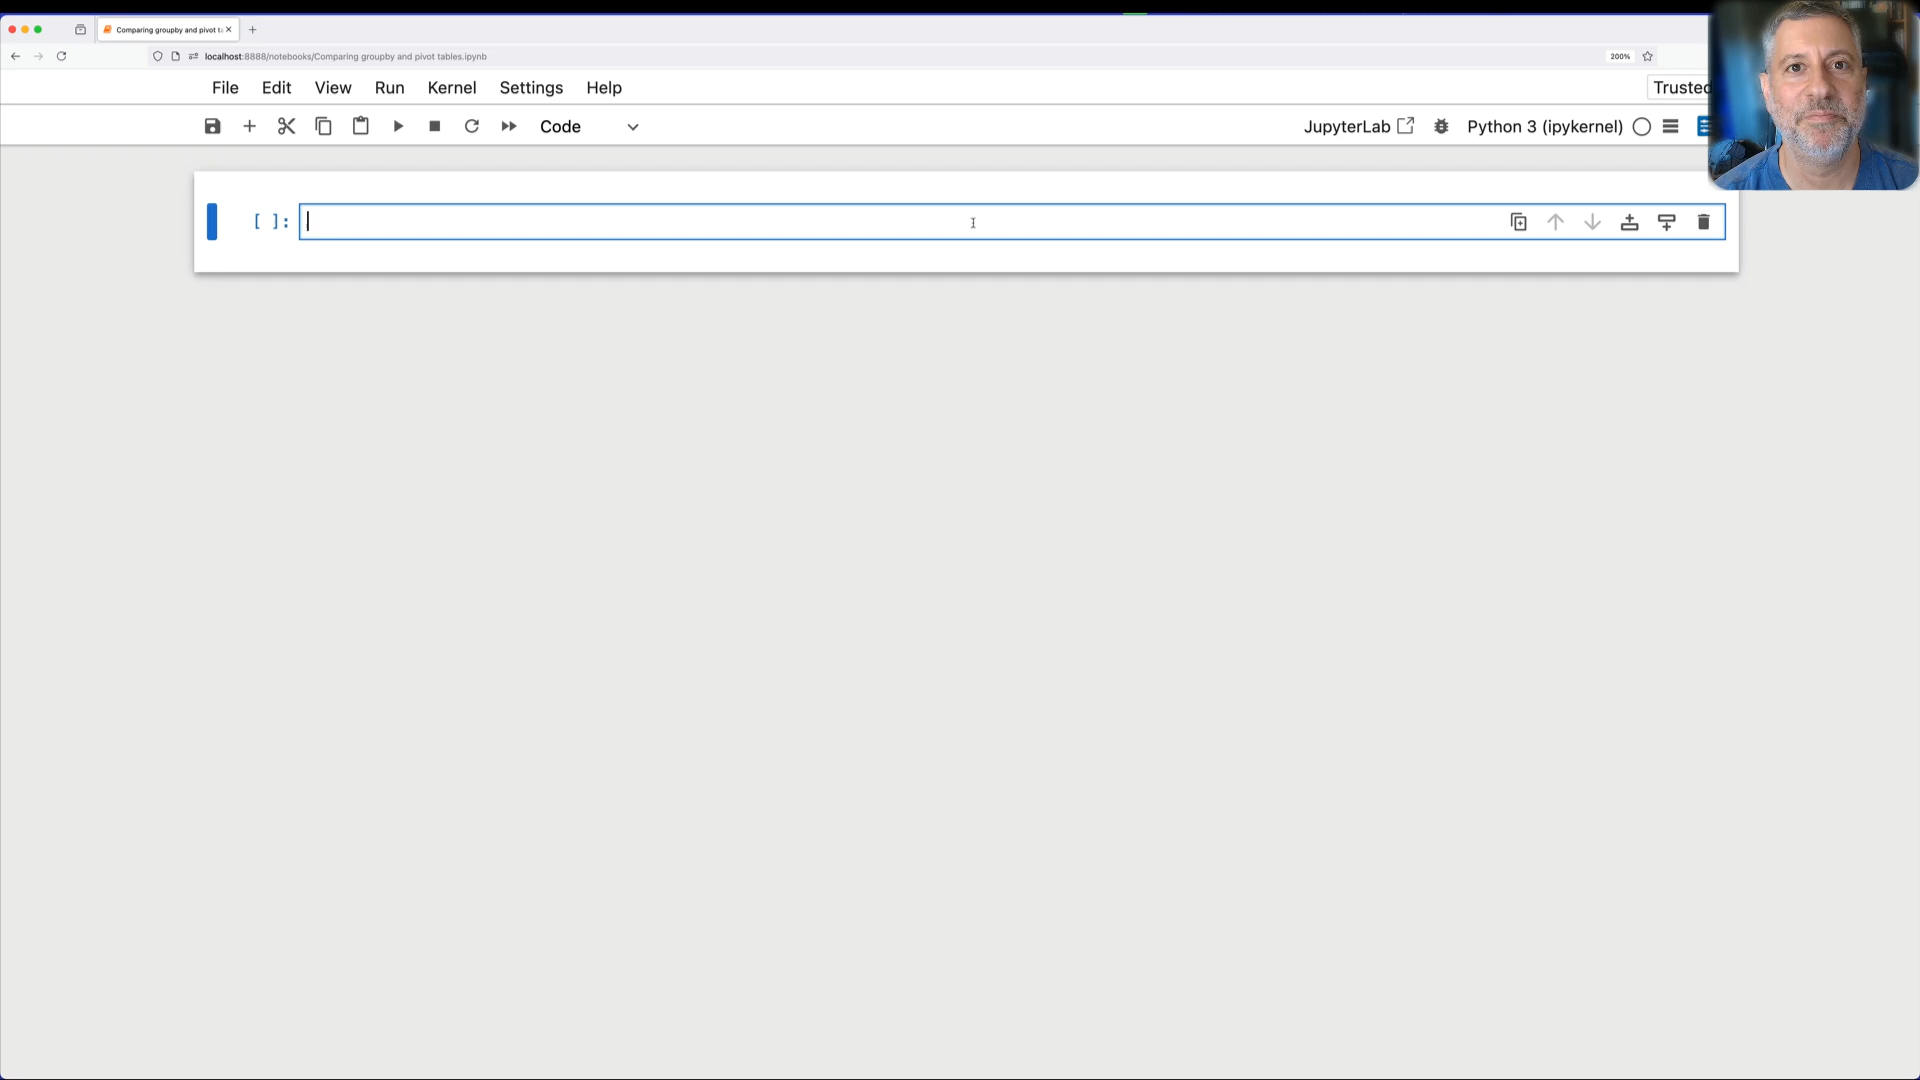 Comparing groupby and pivot ta
localhost:8888/notebooks/Comparing groupby and pivot tables.ipynb
200%
File Edit View Run Kernel Settings Help
Trusted
Code
JupyterLab
Python 3 (ipykernel)
[ ]: